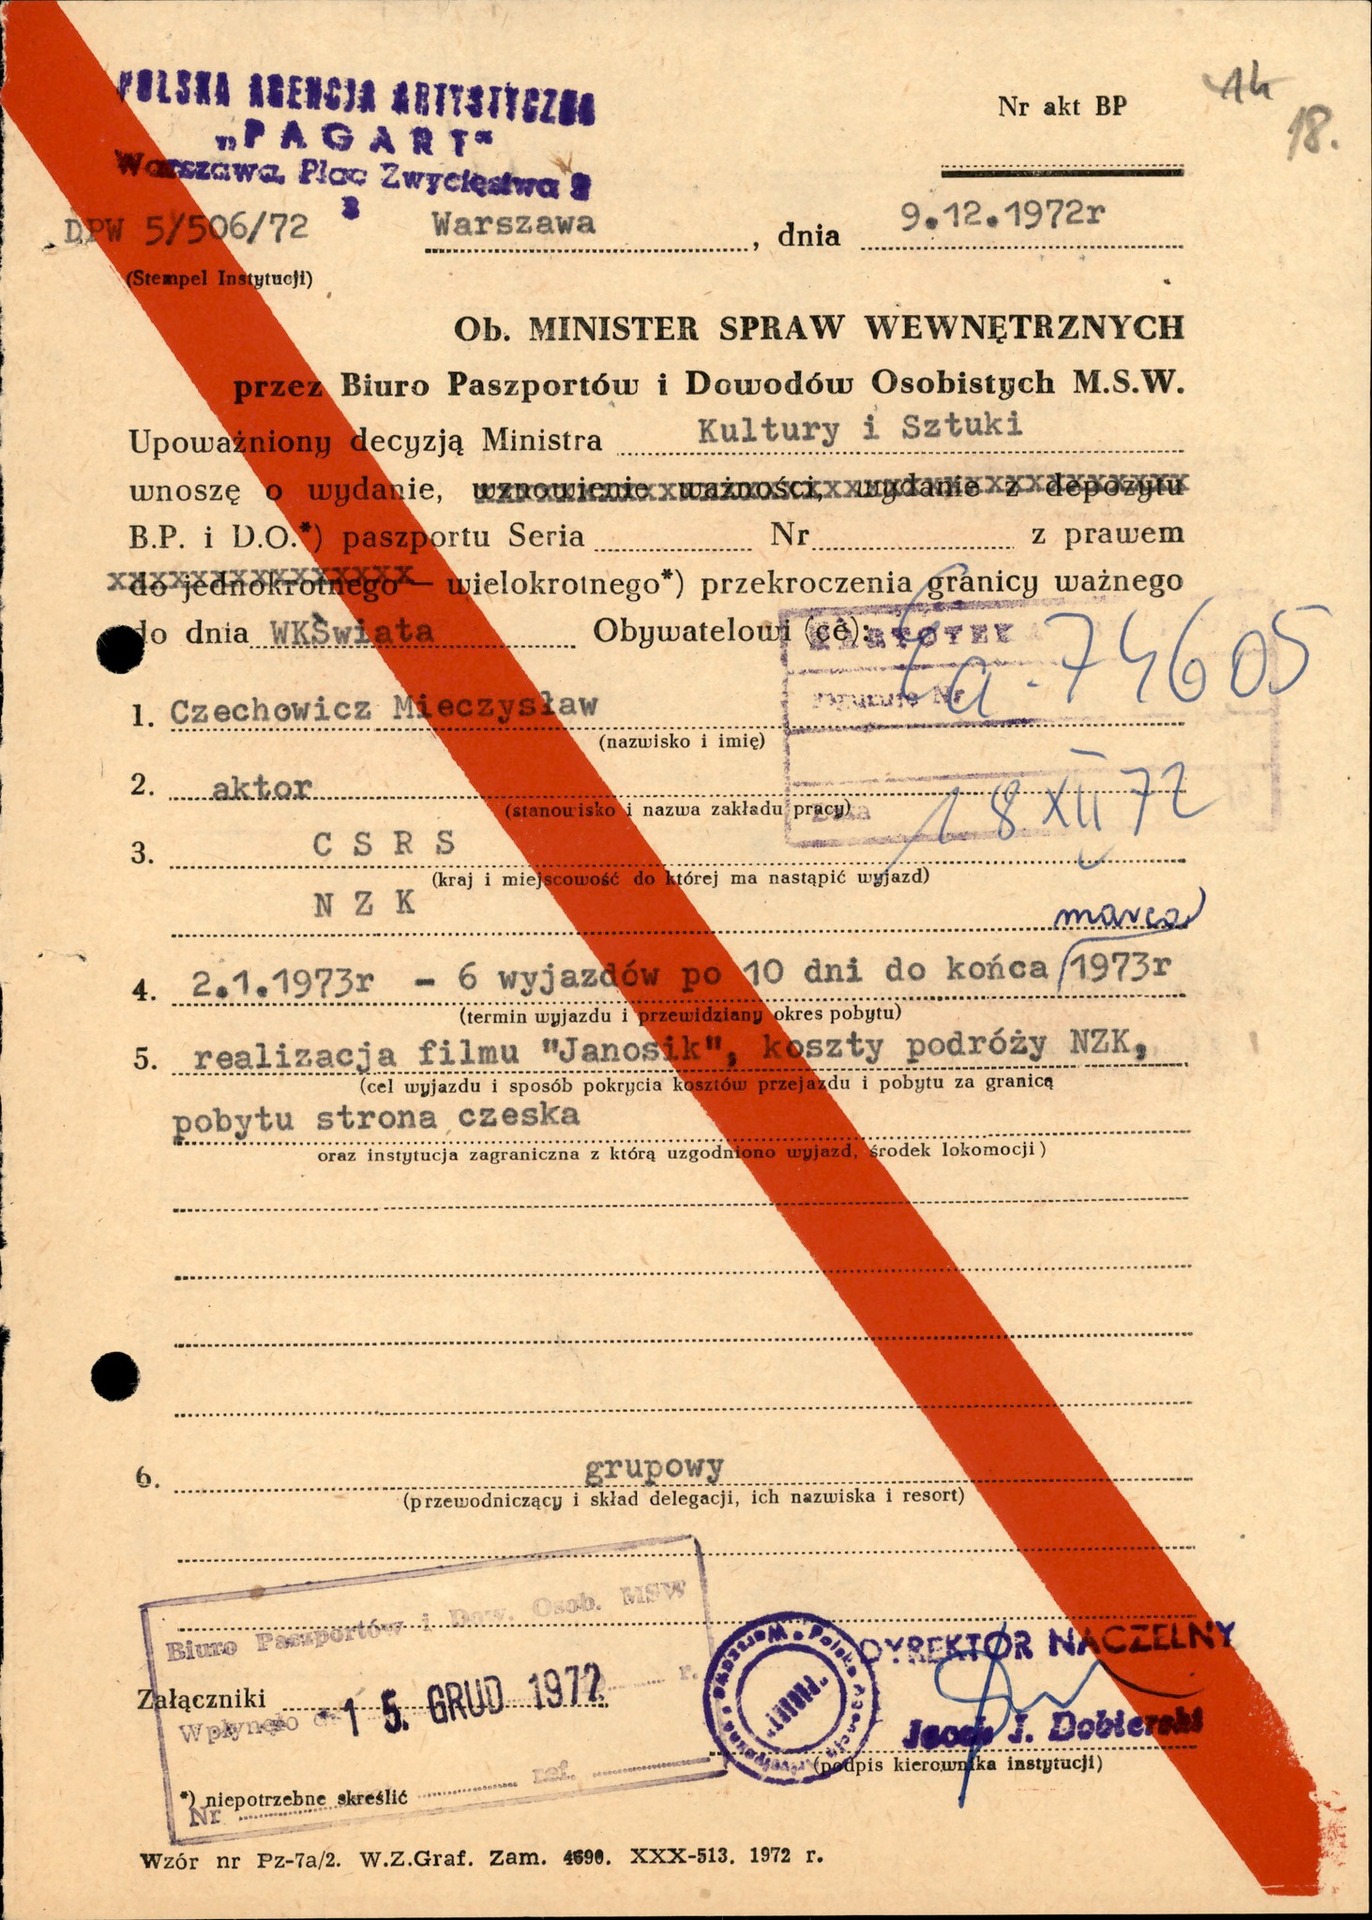 POLSKA AGENCJA ARTYSTYCZNA
„PAGART"
Warszawa, Plac Zwycięstwa 9
Nr akt BP
18.
DPW 5/506/72
Warszawa, dnia 9.12.1972r
(Stempel Instytucji)
Ob. MINISTER SPRAW WEWNĘTRZNYCH
przez Biuro Paszportów i Dowodów Osobistych M.S.W.
Upoważniony decyzją Ministra Kultury i Sztuki
wnoszę o wydanie, wznowienie ważności, wydanie z depozytu
B.P. i D.O.*) paszportu Seria Nr z prawem
do jednokrotnego — wielokrotnego*) przekroczenia granicy ważnego
do dnia WKŚwiata Obywatelowi (ce):
KARTOTEKA
Ea-74605
1. Czechowicz Mieczysław
(nazwisko i imię)
2. aktor
18 XII 72
(stanowisko i nazwa zakładu pracy)
3. C S R S
(kraj i miejscowość do której ma nastąpić wyjazd)
N Z K
marca
4. 2.1.1973r - 6 wyjazdów po 10 dni do końca 1973r
(termin wyjazdu i przewidziany okres pobytu)
5. realizacja filmu "Janosik", koszty podróży NZK,
(cel wyjazdu i sposób pokrycia kosztów przejazdu i pobytu za granicą
pobytu strona czeska
oraz instytucja zagraniczna z którą uzgodniono wyjazd, środek lokomocji)
6. grupowy
(przewodniczący i skład delegacji, ich nazwiska i resort)
Biuro Paszportów i Dow. Osob. MSW
DYREKTOR NACZELNY
Załączniki
Wpłynęło d. 15. GRUD 1972 r.
Jacek J. Dobierski
(podpis kierownika instytucji)
*) niepotrzebne skreślić
Nr ref.
Wzór nr Pz-7a/2. W.Z.Graf. Zam. 4690. XXX-513. 1972 r.